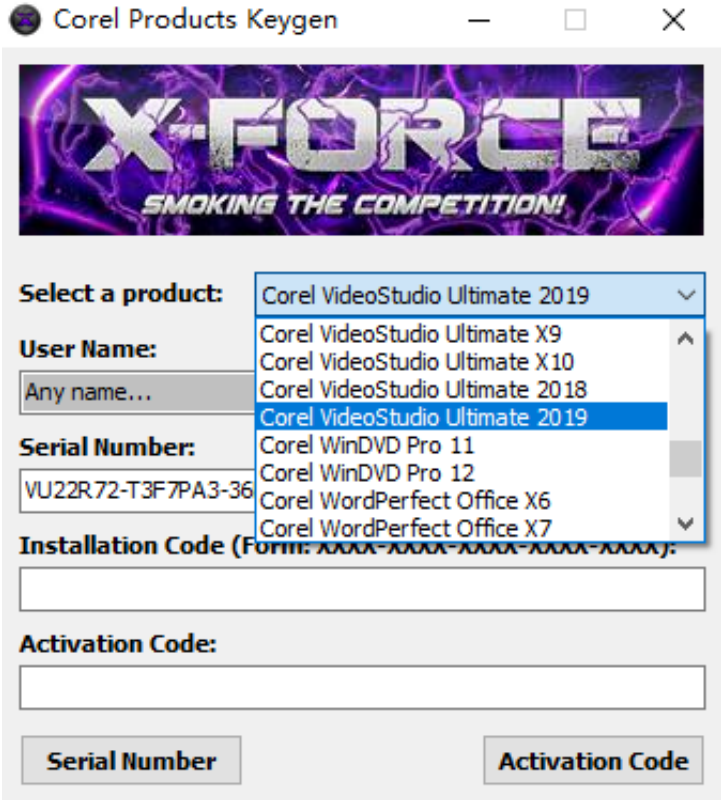 Corel Products Keygen
X-FORCE
SMOKING THE COMPETITION!
Select a product:
Corel VideoStudio Ultimate 2019
Corel VideoStudio Ultimate X9
Corel VideoStudio Ultimate X10
Corel VideoStudio Ultimate 2018
Corel VideoStudio Ultimate 2019
Corel WinDVD Pro 11
Corel WinDVD Pro 12
Corel WordPerfect Office X6
Corel WordPerfect Office X7
User Name:
Any name...
Serial Number:
VU22R72-T3F7PA3-36
Installation Code (Form: XXXX-XXXX-XXXX-XXXX-XXXX):
Activation Code:
Serial Number
Activation Code